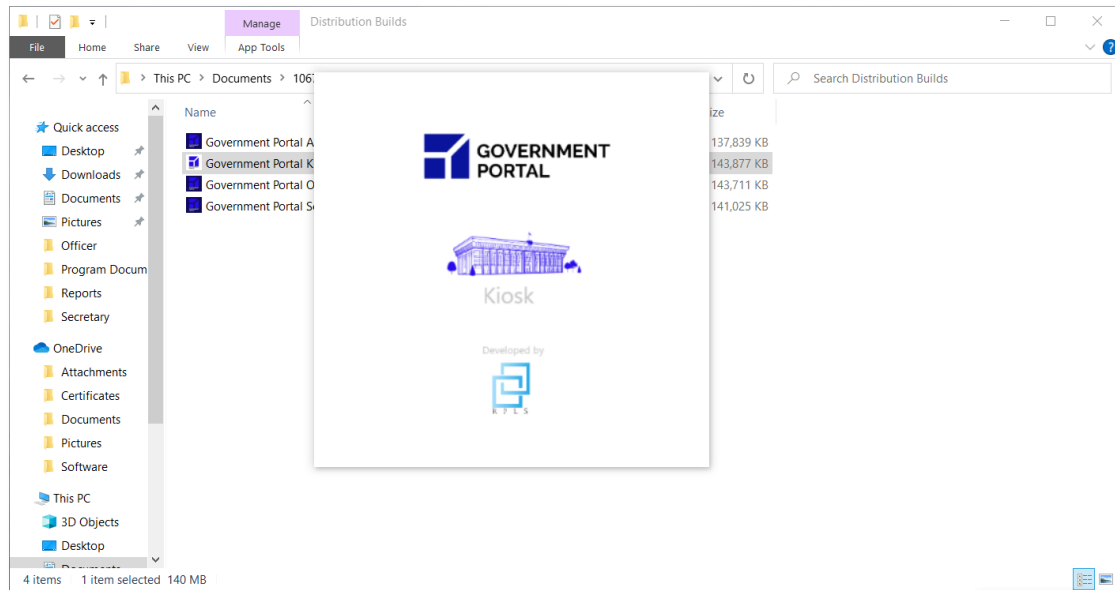 Manage
Distribution Builds
File
Home
Share
View
App Tools
?
This PC
Documents
Search Distribution Builds
Name
Quick access
Desktop
Downloads
Documents
Pictures
Officer
Program Docum
Reports
Secretary
OneDrive
Attachments
Certificates
Documents
Pictures
Software
This PC
3D Objects
Desktop
Government Portal A
137,839 KB
Government Portal K
143,877 KB
Government Portal O
143,711 KB
Government Portal Se
141,025 KB
GOVERNMENT
PORTAL
Kiosk
Developed by
RPLS
4 items
1 item selected
140 MB